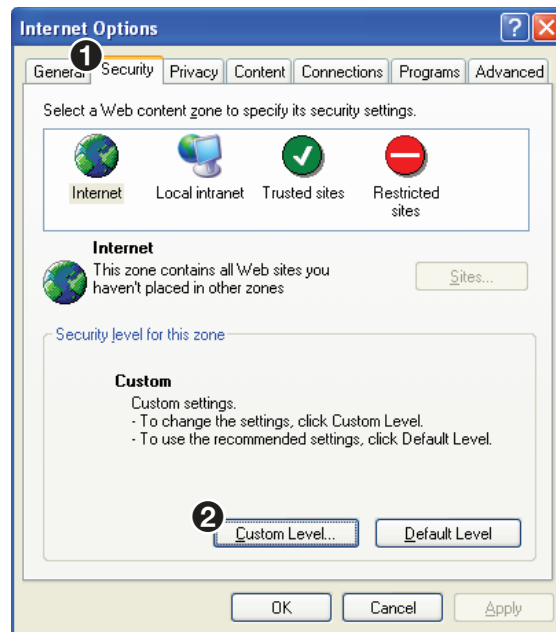 Internet Options
?
X
1
General Security Privacy Content Connections Programs Advanced
Select a Web content zone to specify its security settings.
Internet Local intranet Trusted sites Restricted
sites
Internet
This zone contains all Web sites you
haven't placed in other zones
Sites...
Security level for this zone
Custom
Custom settings.
- To change the settings, click Custom Level.
- To use the recommended settings, click Default Level.
2
Custom Level... Default Level
OK Cancel Apply